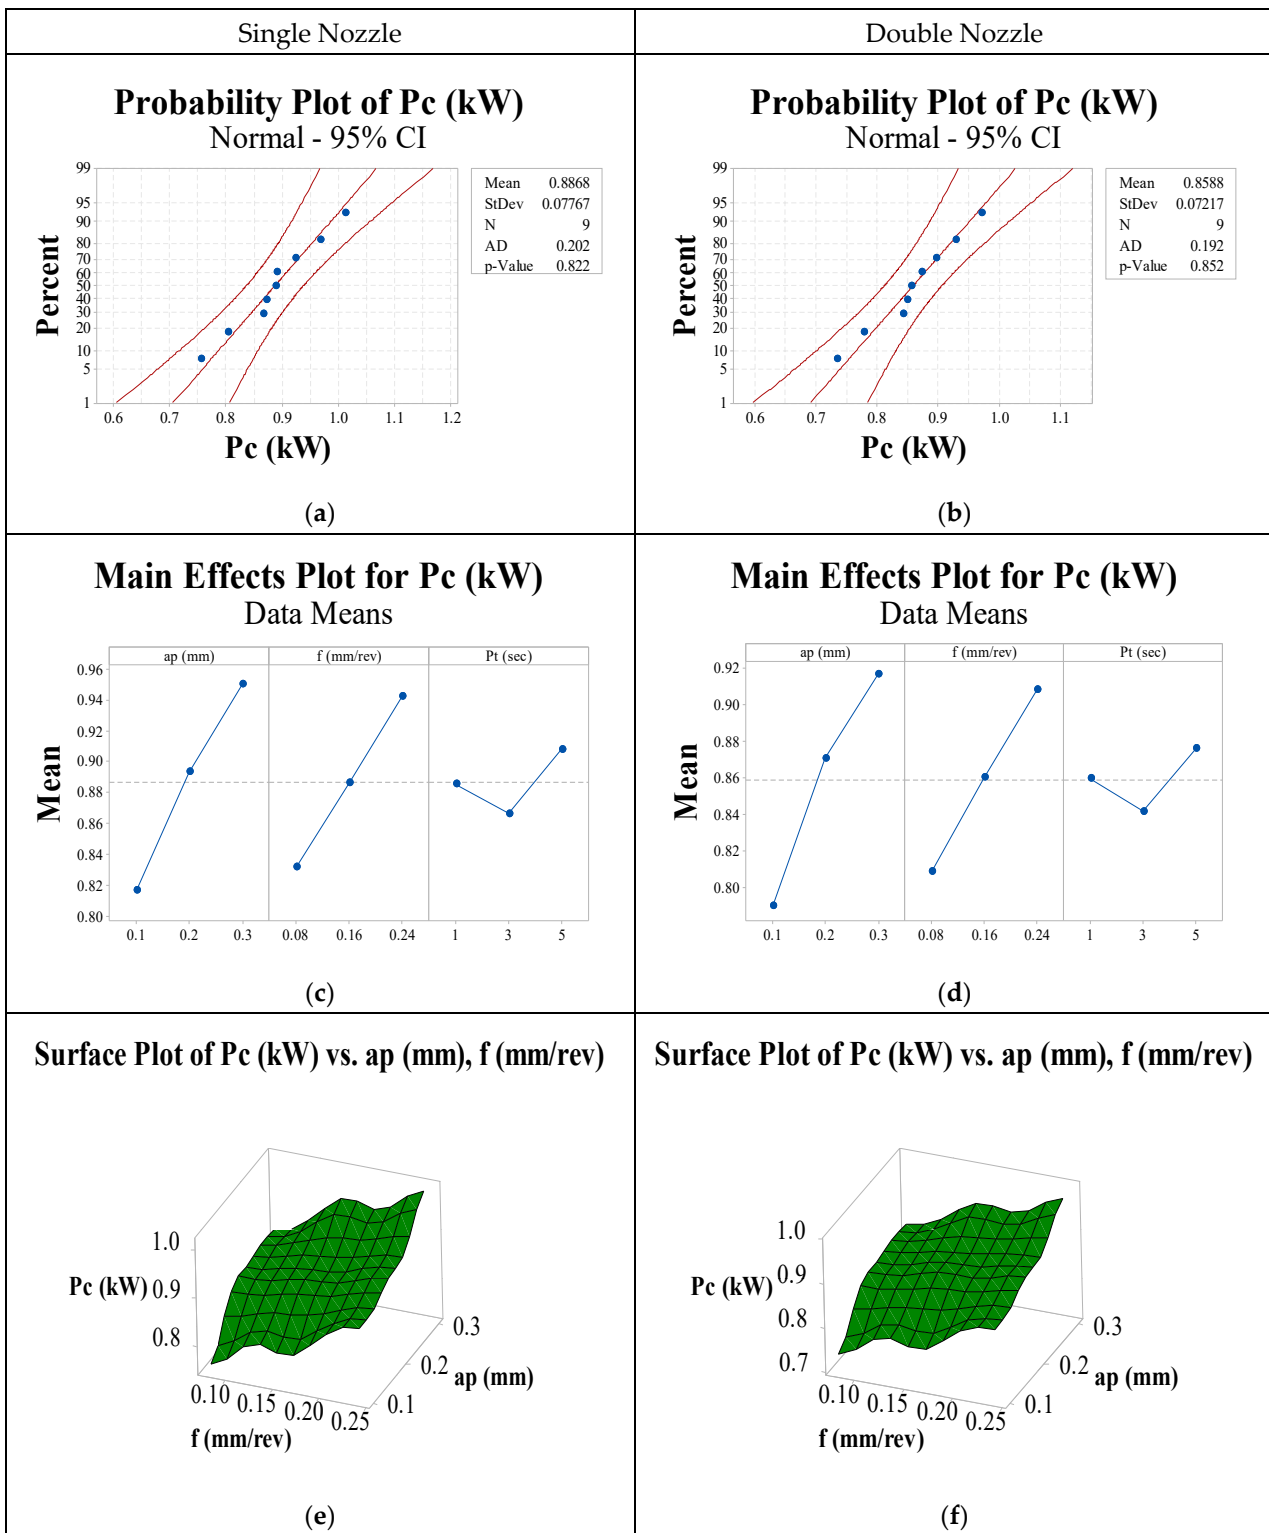 Single Nozzle
Double Nozzle
Probability Plot of Pc (kW)
Normal - 95% CI
99
95
90
80
70
60
50
40
30
20
10
5
1
Percent
0.6 0.7 0.8 0.9 1.0 1.1 1.2
Pc (kW)
Mean 0.8868
StDev 0.07767
N 9
AD 0.202
p-Value 0.822
(a)
Probability Plot of Pc (kW)
Normal - 95% CI
99
95
90
80
70
60
50
40
30
20
10
5
1
Percent
0.6 0.7 0.8 0.9 1.0 1.1
Pc (kW)
Mean 0.8588
StDev 0.07217
N 9
AD 0.192
p-Value 0.852
(b)
Main Effects Plot for Pc (kW)
Data Means
ap (mm) f (mm/rev) Pt (sec)
0.96
0.94
0.92
0.90
0.88
0.86
0.84
0.82
0.80
Mean
0.1 0.2 0.3 0.08 0.16 0.24 1 3 5
(c)
Main Effects Plot for Pc (kW)
Data Means
ap (mm) f (mm/rev) Pt (sec)
0.92
0.90
0.88
0.86
0.84
0.82
0.80
Mean
0.1 0.2 0.3 0.08 0.16 0.24 1 3 5
(d)
Surface Plot of Pc (kW) vs. ap (mm), f (mm/rev)
1.0
Pc (kW) 0.9
0.8
0.3
0.2
ap (mm)
0.1
0.10 0.15 0.20 0.25
f (mm/rev)
(e)
Surface Plot of Pc (kW) vs. ap (mm), f (mm/rev)
1.0
Pc (kW) 0.9
0.8
0.7
0.3
0.2
ap (mm)
0.1
0.10 0.15 0.20 0.25
f (mm/rev)
(f)